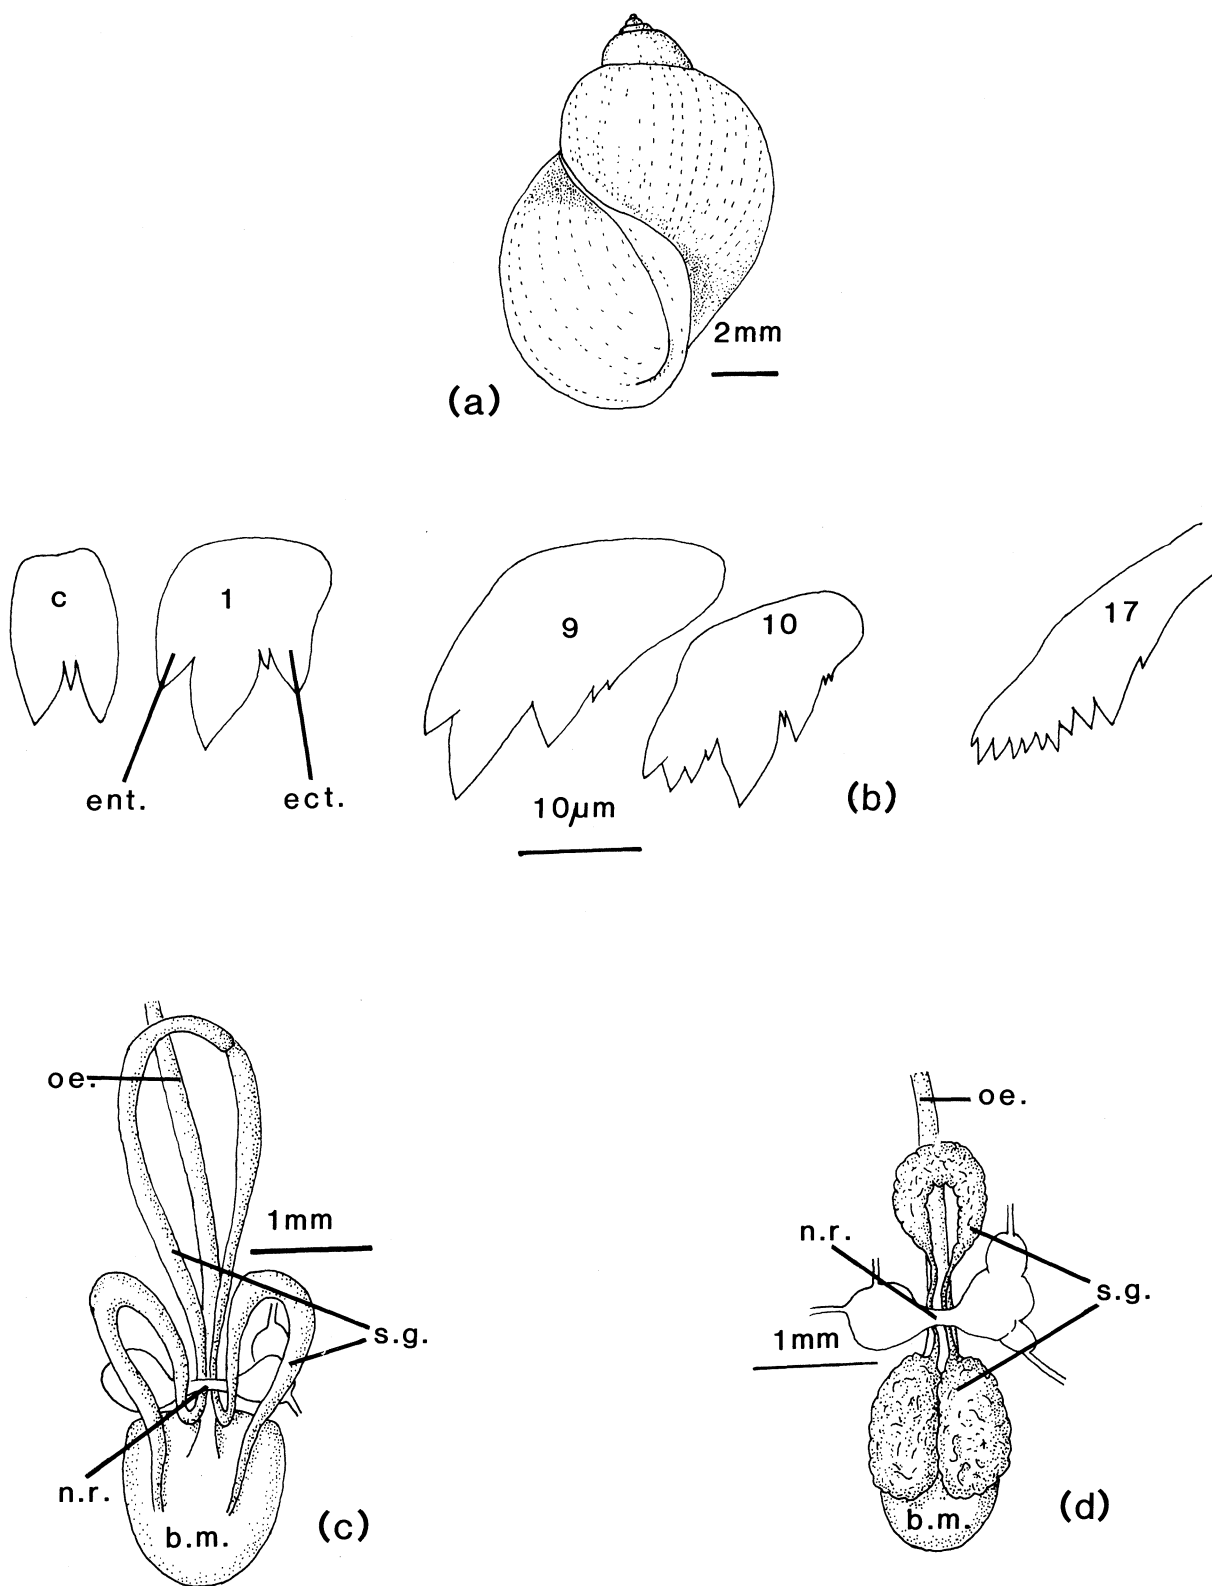 2mm
(a)
c
1
9
10
17
ent.
ect.
10µm
(b)
oe.
1mm
s.g.
n.r.
b.m.
(c)
oe.
n.r.
s.g.
1mm
b.m.
(d)